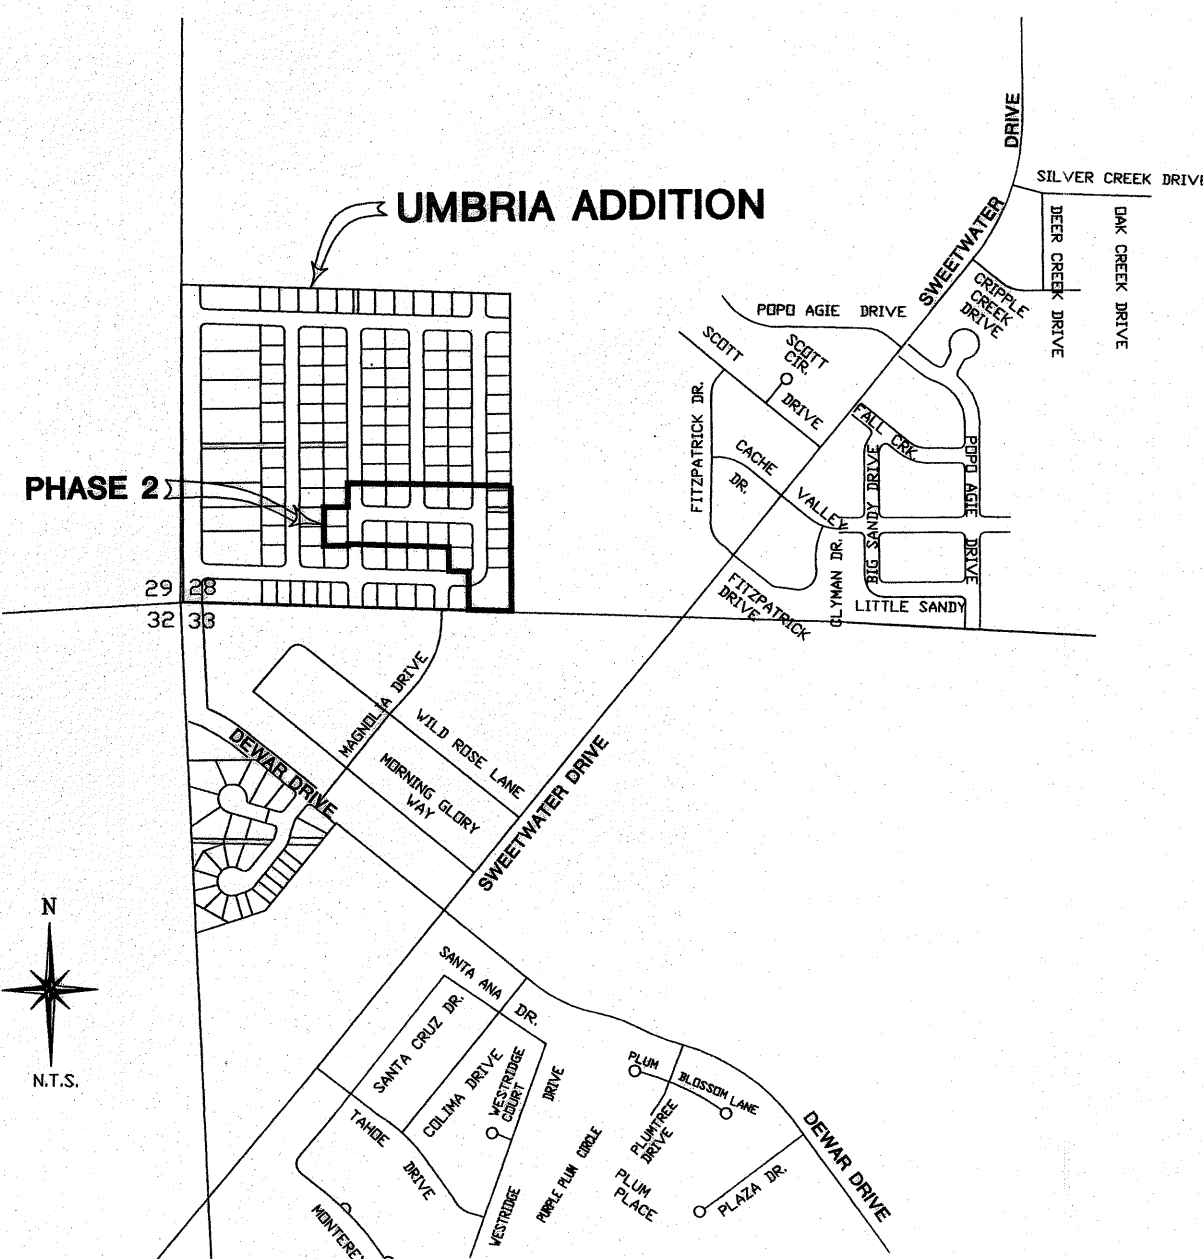 DRIVE
SILVER CREEK DRIVE
UMBRIA ADDITION
SWEETWATER
DEER CREEK DRIVE
OAK CREEK DRIVE
CRIPPLE
CREEK
DRIVE
POPO AGIE DRIVE
SCOTT
DRIVE
SCOTT
CIR.
FITZPATRICK DR.
FALL CRK.
CACHE
DR.
VALLEY
BIG SANDY DRIVE
POPO AGIE DRIVE
PHASE 2
CLYMAN DR.
FITZPATRICK
DRIVE
LITTLE SANDY
29 28
32 33
MAGNOLIA DRIVE
WILD ROSE LANE
DEWAR DRIVE
MORNING GLORY
WAY
SWEETWATER DRIVE
N
N.T.S.
SANTA ANA DR.
SANTA CRUZ DR.
COLIMA DRIVE
WESTRIDGE
COURT
WESTRIDGE DRIVE
TAHOE DRIVE
MONTEREY
PURPLE PLUM CIRCLE
PLUM BLOSSOM LANE
PLUMTREE
DRIVE
PLUM
PLACE
PLAZA DR.
DEWAR DRIVE